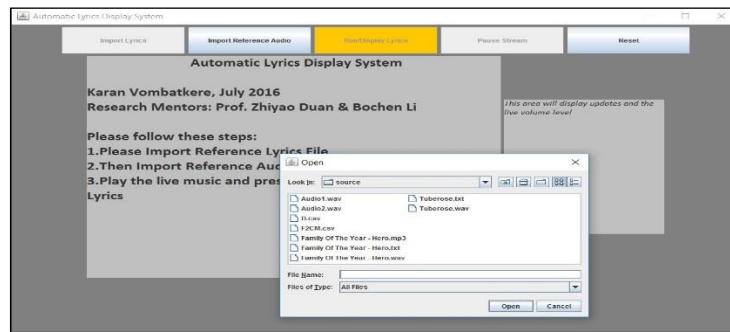 Automatic Lyrics Display System
Import Lyrics
Import Reference Audio
Run/Display Lyrics
Pause Stream
Reset
Automatic Lyrics Display System
Karan Vombatkere, July 2016
Research Mentors: Prof. Zhiyao Duan & Bochen Li
Please follow these steps:
1.Please Import Reference Lyrics File
2.Then Import Reference Aud
3.Play the live music and pres
Lyrics
This area will display updates and the
live volume level
Open
Look in: source
Audio1.wav
Audio2.wav
D.csv
F2CM.csv
Family Of The Year - Hero.mp3
Family Of The Year - Hero.txt
Family Of The Year - Hero.wav
Tuberose.txt
Tuberose.wav
File Name:
Files of Type: All Files
Open
Cancel